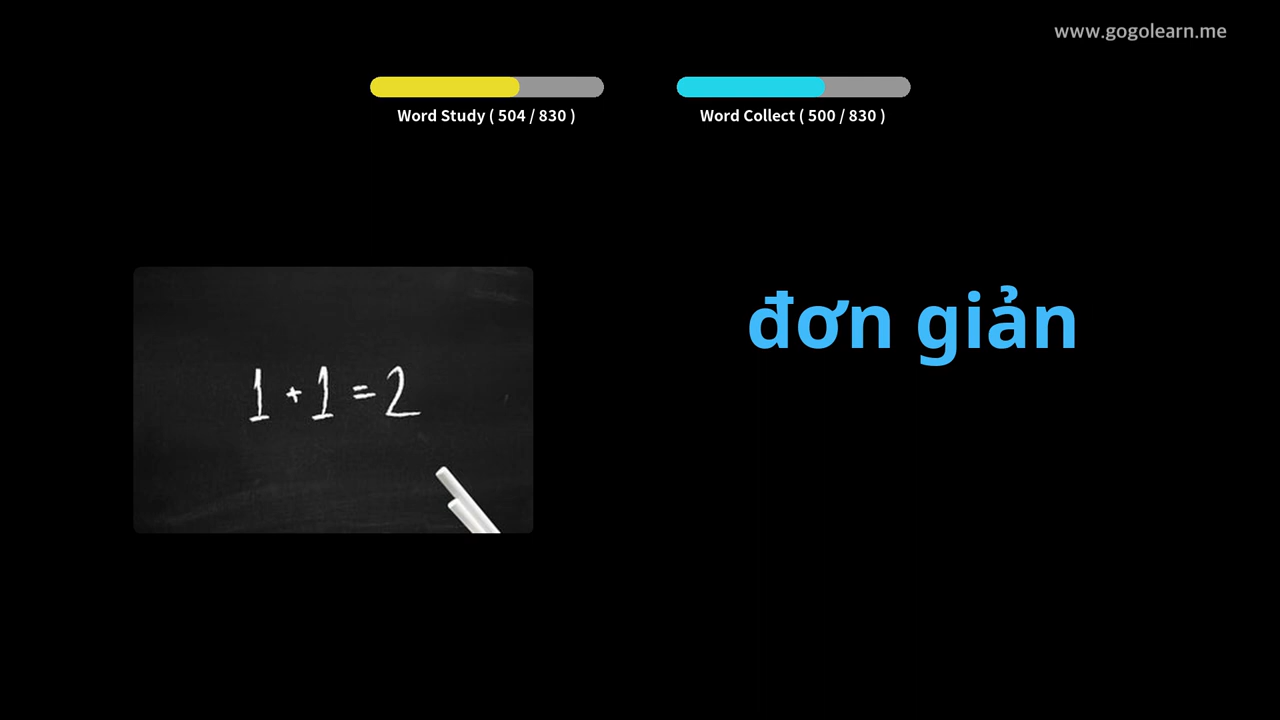 www.gogolearn.me
Word Study ( 504 / 830 )
Word Collect ( 500 / 830 )
đơn giản
1 + 1 = 2